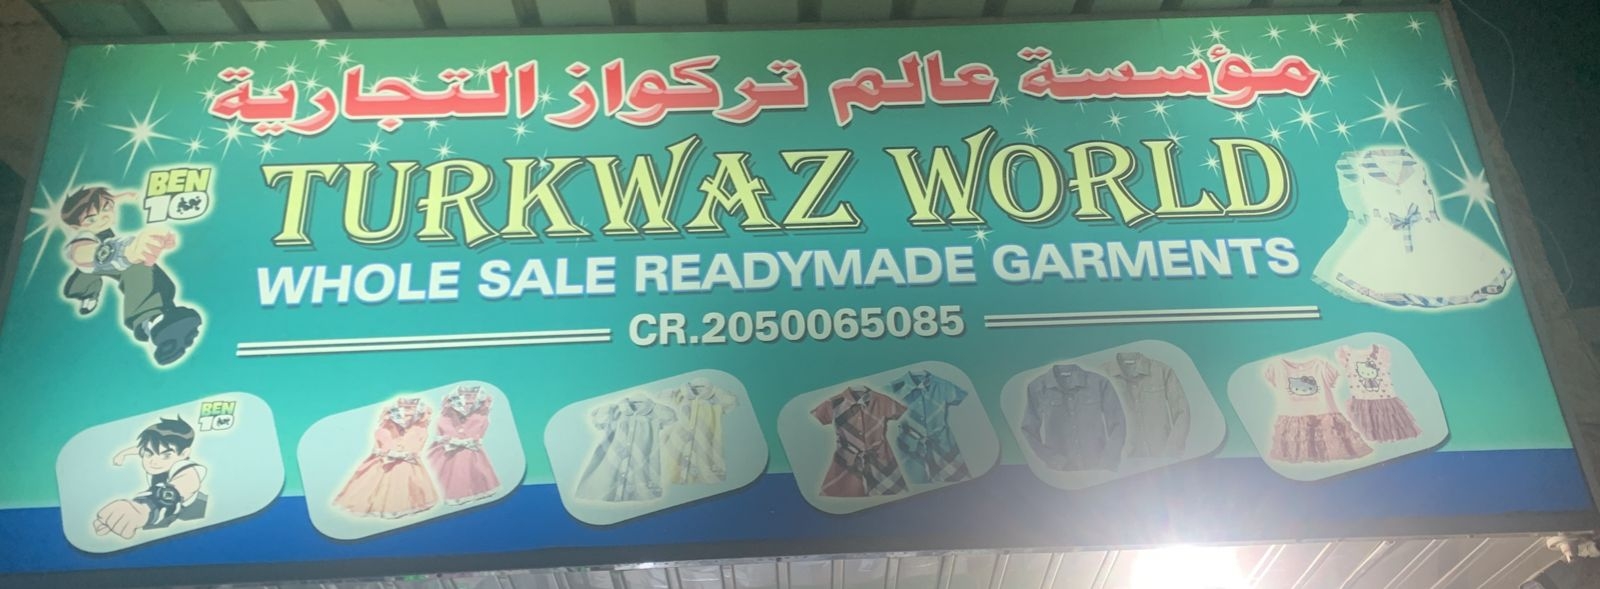 مؤسسة عالم تركواز التجارية
TURKWAZ WORLD
BEN
10
WHOLE SALE READYMADE GARMENTS
CR.2050065085
BEN
10